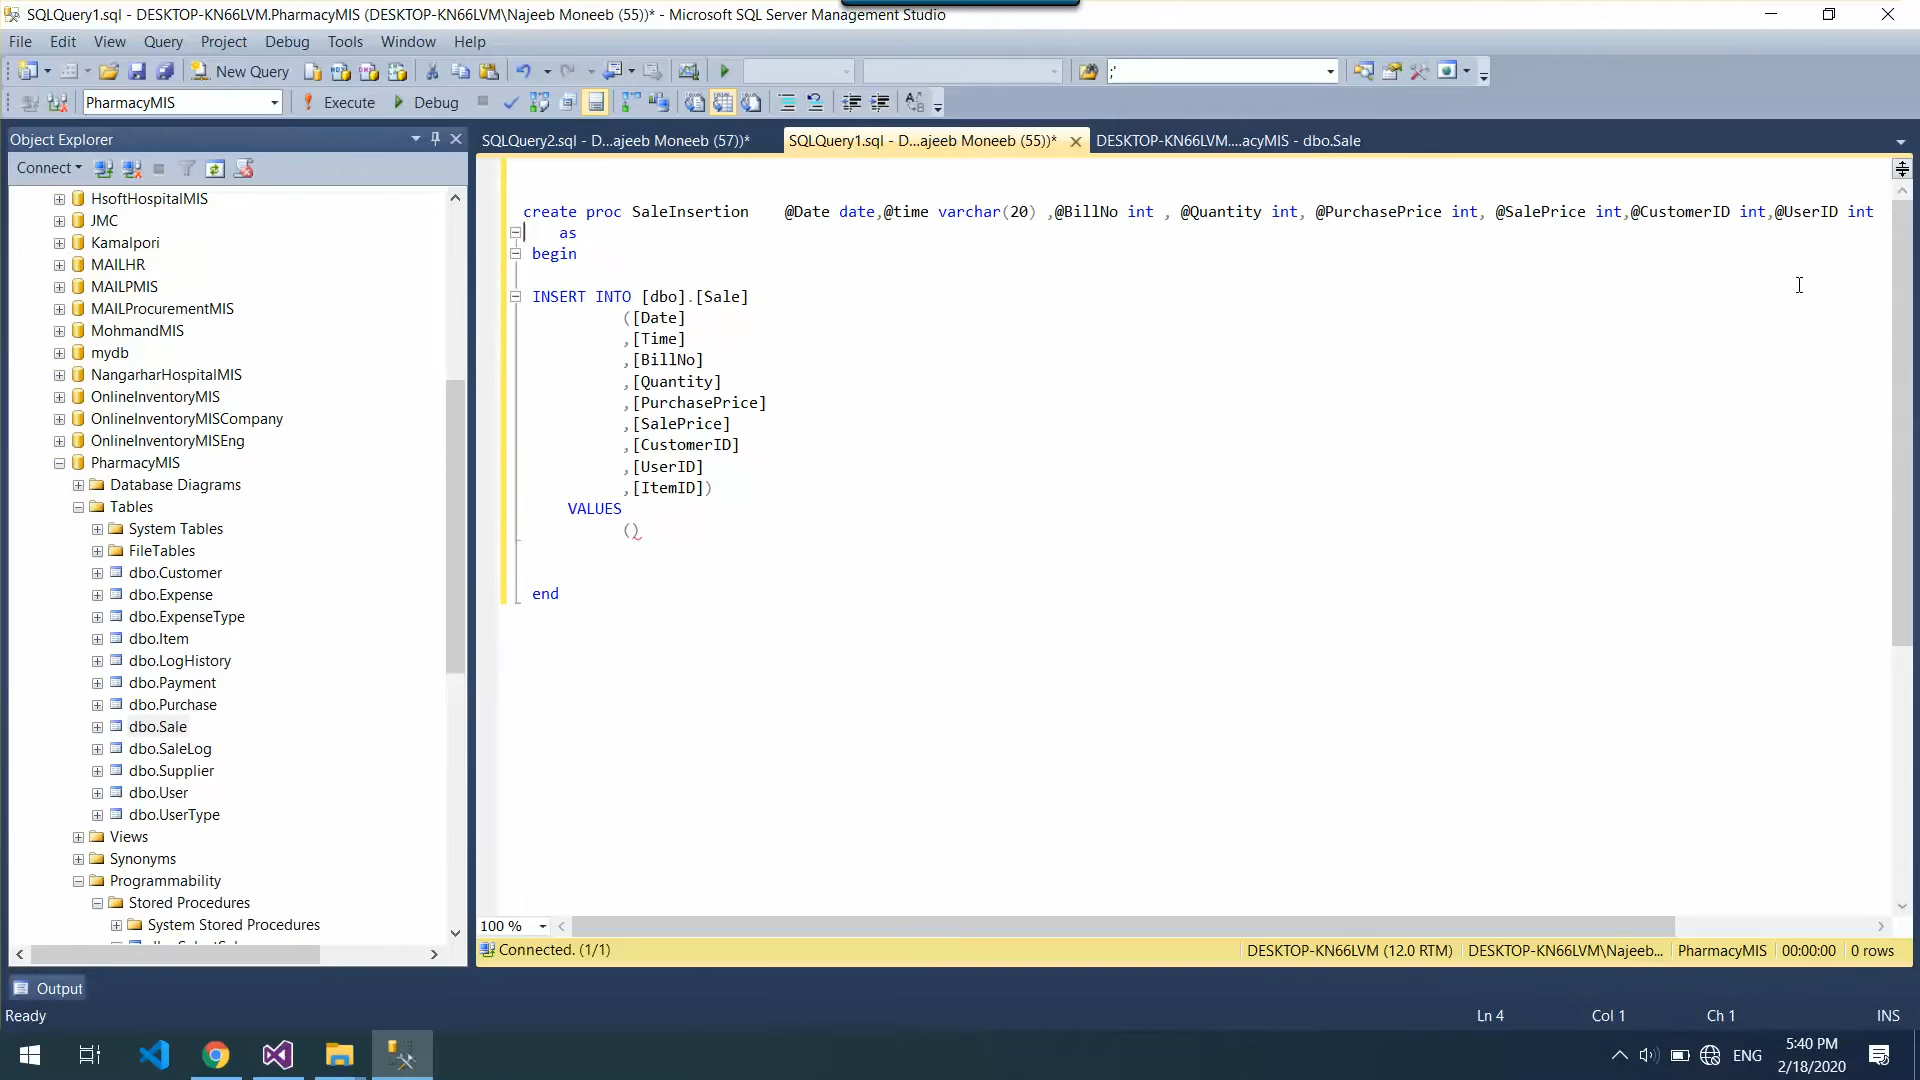 SQLQuery1.sql - DESKTOP-KN66LVM.PharmacyMIS (DESKTOP-KN66LVM\Najeeb Moneeb (55))* - Microsoft SQL Server Management Studio
File Edit View Query Project Debug Tools Window Help
New Query ;'
PharmacyMIS Execute Debug
Object Explorer
SQLQuery2.sql - D...ajeeb Moneeb (57))* SQLQuery1.sql - D...ajeeb Moneeb (55))* DESKTOP-KN66LVM....acyMIS - dbo.Sale
Connect
HsoftHospitalMIS
JMC
Kamalpori
MAILHR
MAILPMIS
MAILProcurementMIS
MohmandMIS
mydb
NangarharHospitalMIS
OnlineInventoryMIS
OnlineInventoryMISCompany
OnlineInventoryMISEng
PharmacyMIS
Database Diagrams
Tables
System Tables
FileTables
dbo.Customer
dbo.Expense
dbo.ExpenseType
dbo.Item
dbo.LogHistory
dbo.Payment
dbo.Purchase
dbo.Sale
dbo.SaleLog
dbo.Supplier
dbo.User
dbo.UserType
Views
Synonyms
Programmability
Stored Procedures
System Stored Procedures
create proc SaleInsertion @Date date,@time varchar(20) ,@BillNo int , @Quantity int, @PurchasePrice int, @SalePrice int,@CustomerID int,@UserID int
as
begin
INSERT INTO [dbo].[Sale]
([Date]
,[Time]
,[BillNo]
,[Quantity]
,[PurchasePrice]
,[SalePrice]
,[CustomerID]
,[UserID]
,[ItemID])
VALUES
()
end
100 %
Connected. (1/1) DESKTOP-KN66LVM (12.0 RTM) DESKTOP-KN66LVM\Najeeb... PharmacyMIS 00:00:00 0 rows
Output
Ready Ln 4 Col 1 Ch 1 INS
ENG 5:40 PM
2/18/2020